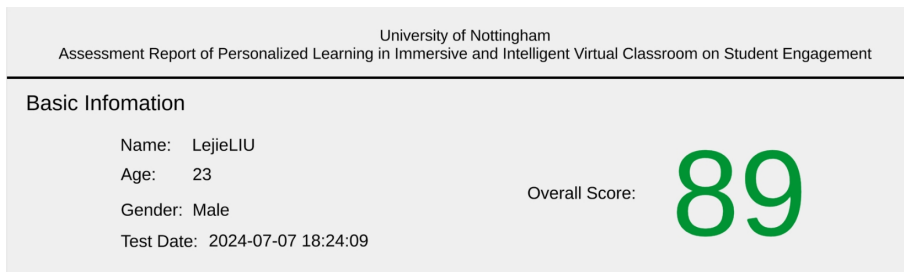 University of Nottingham
Assessment Report of Personalized Learning in Immersive and Intelligent Virtual Classroom on Student Engagement
Basic Infomation
Name: LejieLIU
Age: 23
Gender: Male
Test Date: 2024-07-07 18:24:09
Overall Score: 89